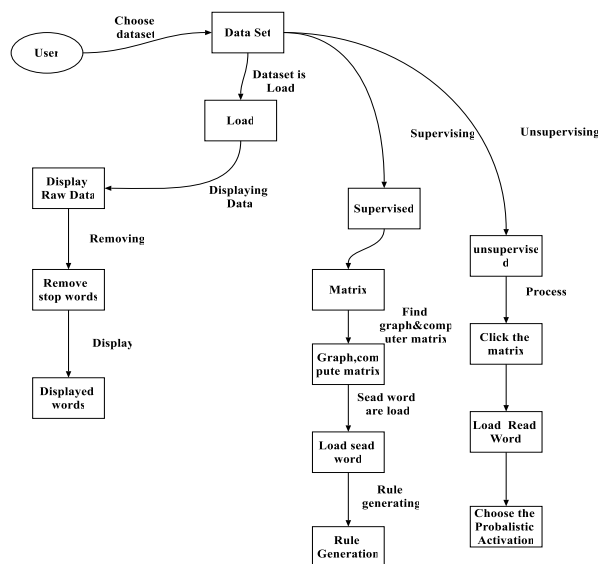 Choose
dataset
User
Data Set
Dataset is
Load
Load
Supervising
Unsupervising
Display
Raw Data
Displaying
Data
Supervised
Removing
unsupervise
d
Remove
stop words
Matrix
Process
Find
graph&comp
uter matrix
Click the
matrix
Display
Graph,com
pute matrix
Displayed
words
Sead word
are load
Load Read
Word
Load sead
word
Rule
generating
Choose the
Probalistic
Activation
Rule
Generation